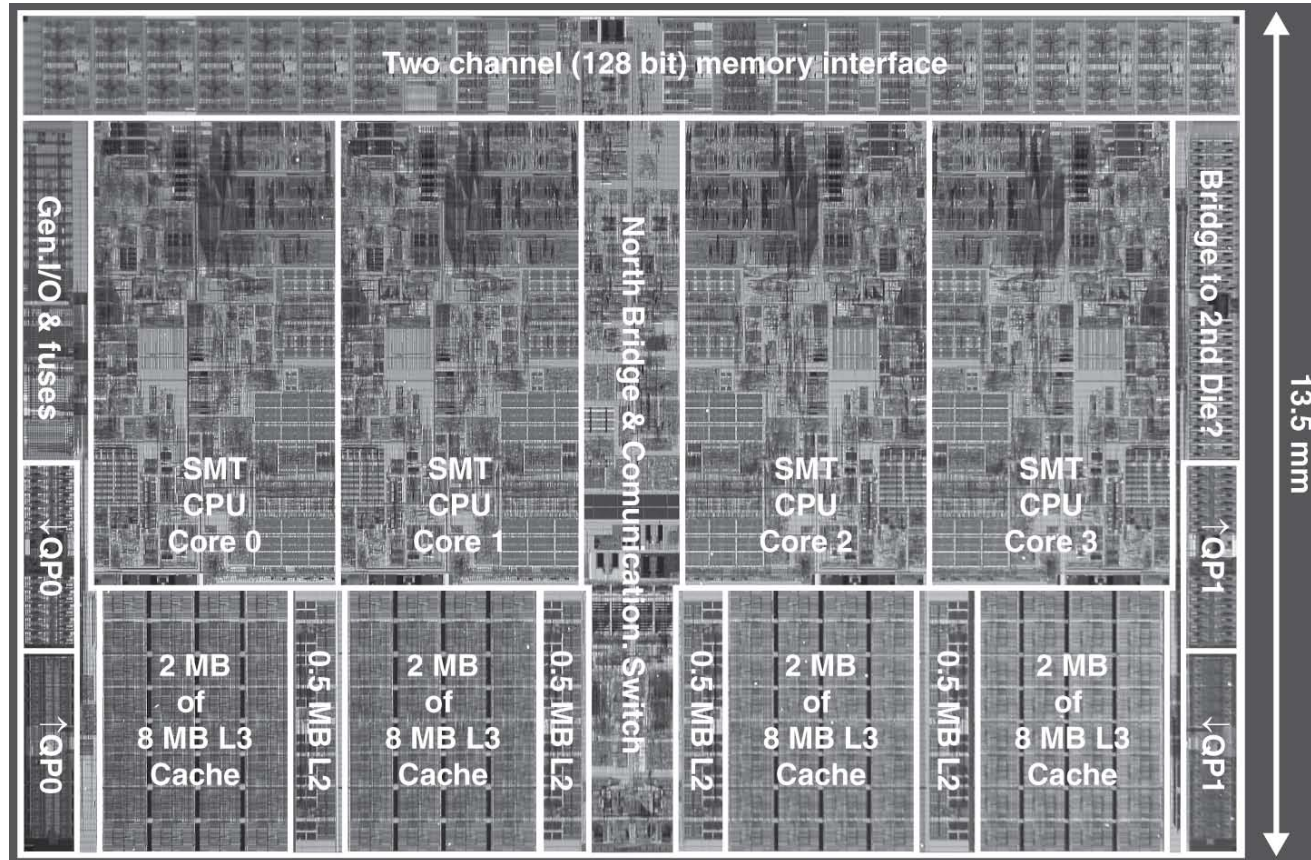 Two channel (128 bit) memory interface
Gen.I/O & fuses
SMT
CPU
Core 0
SMT
CPU
Core 1
North Bridge & Communication. Switch
SMT
CPU
Core 2
SMT
CPU
Core 3
Bridge to 2nd Die?
13.5 mm
↓QP0
↑QP0
2 MB
of
8 MB L3
Cache
0.5 MB L2
2 MB
of
8 MB L3
Cache
0.5 MB L2
0.5 MB L2
2 MB
of
8 MB L3
Cache
0.5 MB L2
2 MB
of
8 MB L3
Cache
↑QP1
↓QP1